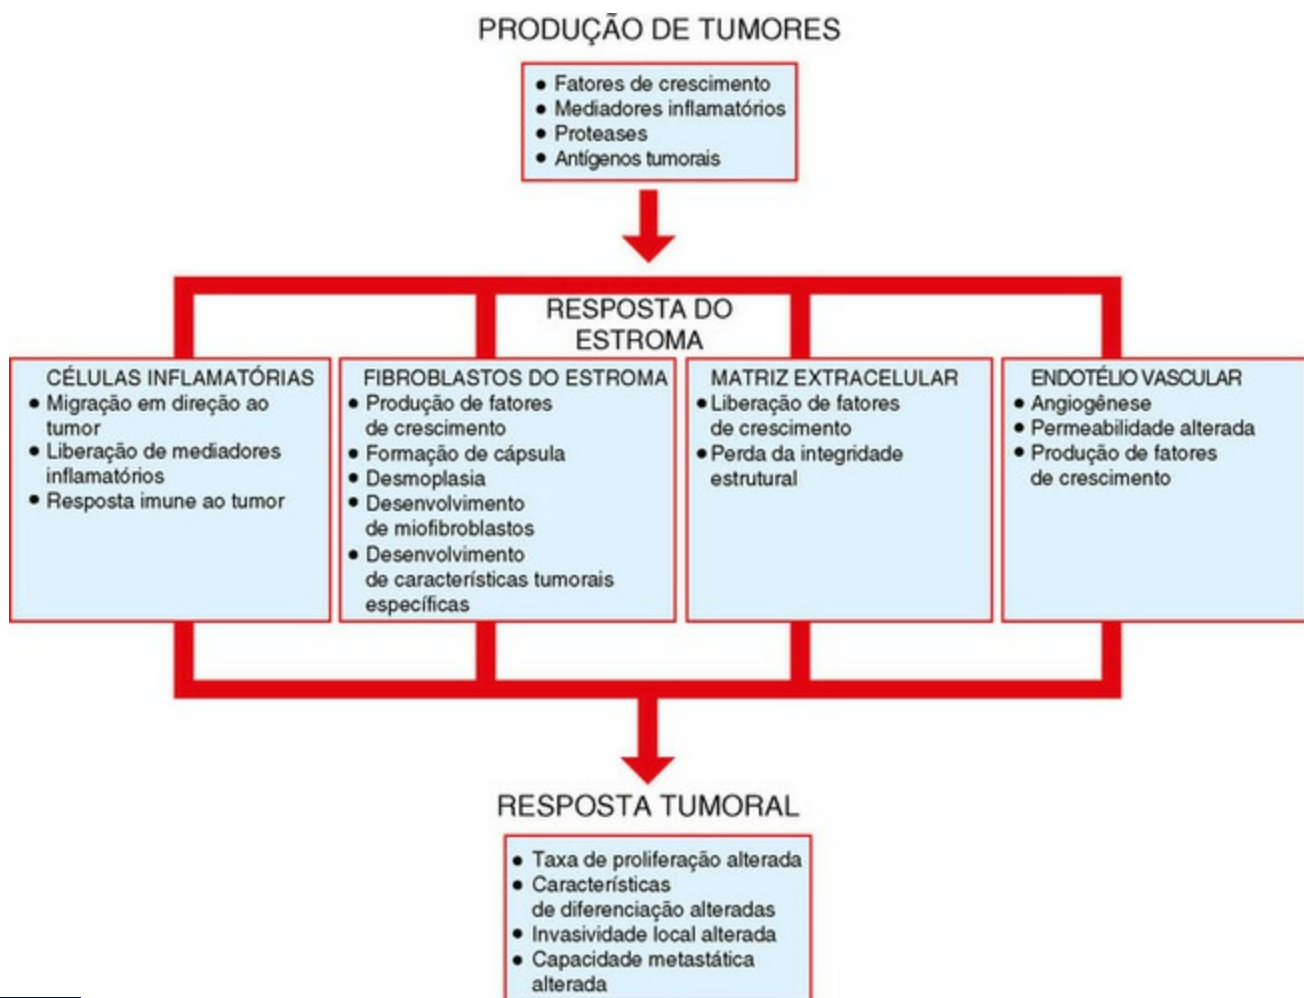 PRODUÇÃO DE TUMORES
● Fatores de crescimento
● Mediadores inflamatórios
● Proteases
● Antígenos tumorais
RESPOSTA DO
ESTROMA
CÉLULAS INFLAMATÓRIAS
● Migração em direção ao
tumor
● Liberação de mediadores
inflamatórios
● Resposta imune ao tumor
FIBROBLASTOS DO ESTROMA
● Produção de fatores
de crescimento
● Formação de cápsula
● Desmoplasia
● Desenvolvimento
de miofibroblastos
● Desenvolvimento
de características tumorais
específicas
MATRIZ EXTRACELULAR
● Liberação de fatores
de crescimento
● Perda da integridade
estrutural
ENDOTÉLIO VASCULAR
● Angiogênese
● Permeabilidade alterada
● Produção de fatores
de crescimento
RESPOSTA TUMORAL
● Taxa de proliferação alterada
● Características
de diferenciação alteradas
● Invasividade local alterada
● Capacidade metastática
alterada